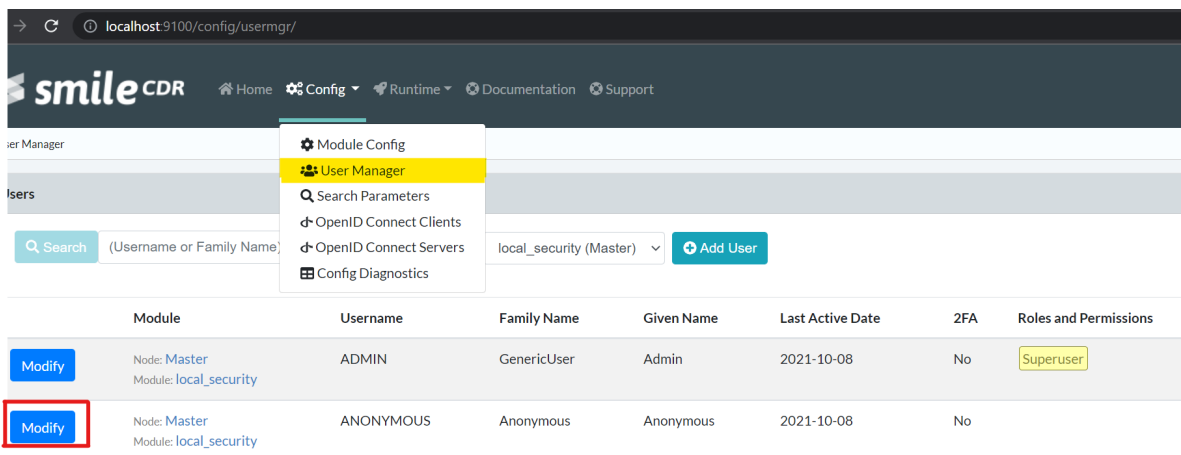 localhost:9100/config/usermgr/
smile CDR Home Config Runtime Documentation Support
ser Manager
Module Config
User Manager
Search Parameters
OpenID Connect Clients
OpenID Connect Servers
Config Diagnostics
Users
Search (Username or Family Name) local_security (Master) Add User
Module Username Family Name Given Name Last Active Date 2FA Roles and Permissions
Modify Node: Master ADMIN GenericUser Admin 2021-10-08 No Superuser
Module: local_security
Modify Node: Master ANONYMOUS Anonymous Anonymous 2021-10-08 No
Module: local_security